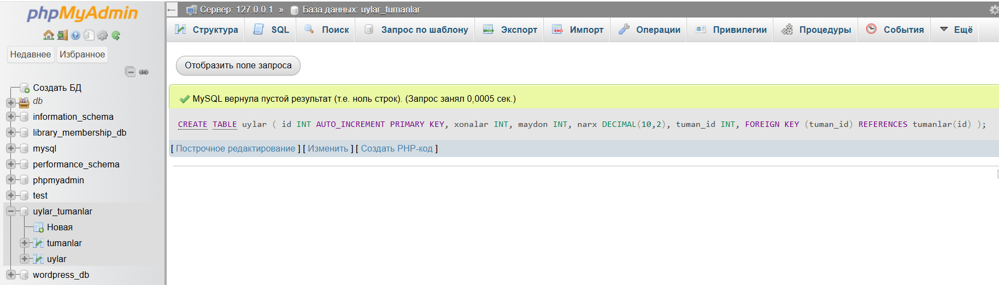 phpMyAdmin
Недавнее Избранное
Создать БД
db
information_schema
library_membership_db
mysql
performance_schema
phpmyadmin
test
uylar_tumanlar
Новая
tumanlar
uylar
wordpress_db
← Сервер: 127.0.0.1 » База данных: uylar_tumanlar
Структура SQL Поиск Запрос по шаблону Экспорт Импорт Операции Привилегии Процедуры События Ещё
Отобразить поле запроса
MySQL вернула пустой результат (т.е. ноль строк). (Запрос занял 0,0005 сек.)
CREATE TABLE uylar ( id INT AUTO_INCREMENT PRIMARY KEY, xonalar INT, maydon INT, narx DECIMAL(10,2), tuman_id INT, FOREIGN KEY (tuman_id) REFERENCES tumanlar(id) );
[ Построчное редактирование ] [ Изменить ] [ Создать PHP-код ]